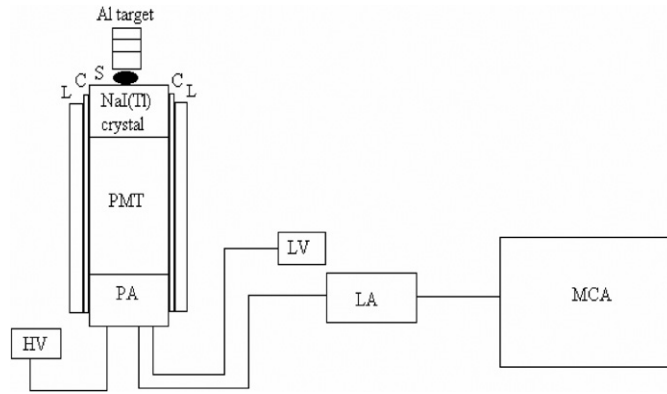 Al target
L C S C L
NaI(Tl)
crystal
PMT
PA
LV
LA
MCA
HV